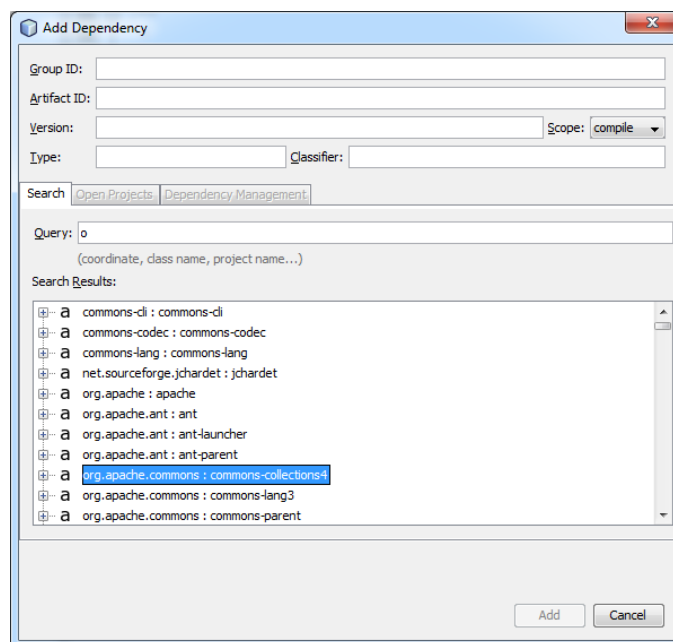 Add Dependency
Group ID:
Artifact ID:
Version: Scope: compile
Type: Classifier:
Search Open Projects Dependency Management
Query: o
(coordinate, class name, project name...)
Search Results:
a commons-cli : commons-cli
a commons-codec : commons-codec
a commons-lang : commons-lang
a net.sourceforge.jchardet : jchardet
a org.apache : apache
a org.apache.ant : ant
a org.apache.ant : ant-launcher
a org.apache.ant : ant-parent
a org.apache.commons : commons-collections4
a org.apache.commons : commons-lang3
a org.apache.commons : commons-parent
Add Cancel